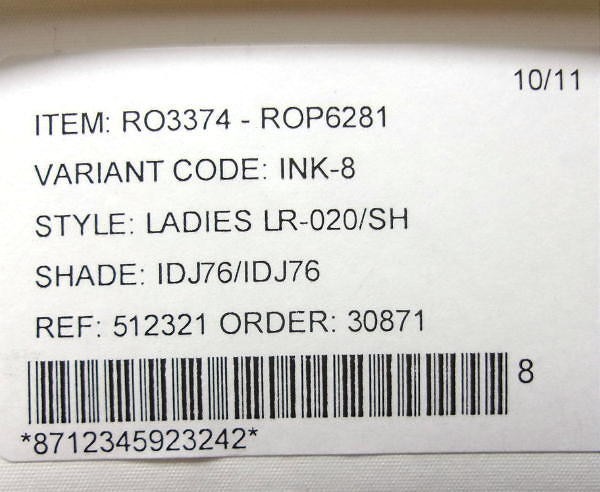 10/11
ITEM: RO3374 - ROP6281
VARIANT CODE: INK-8
STYLE: LADIES LR-020/SH
SHADE: IDJ76/IDJ76
REF: 512321 ORDER: 30871
8
*8712345923242*